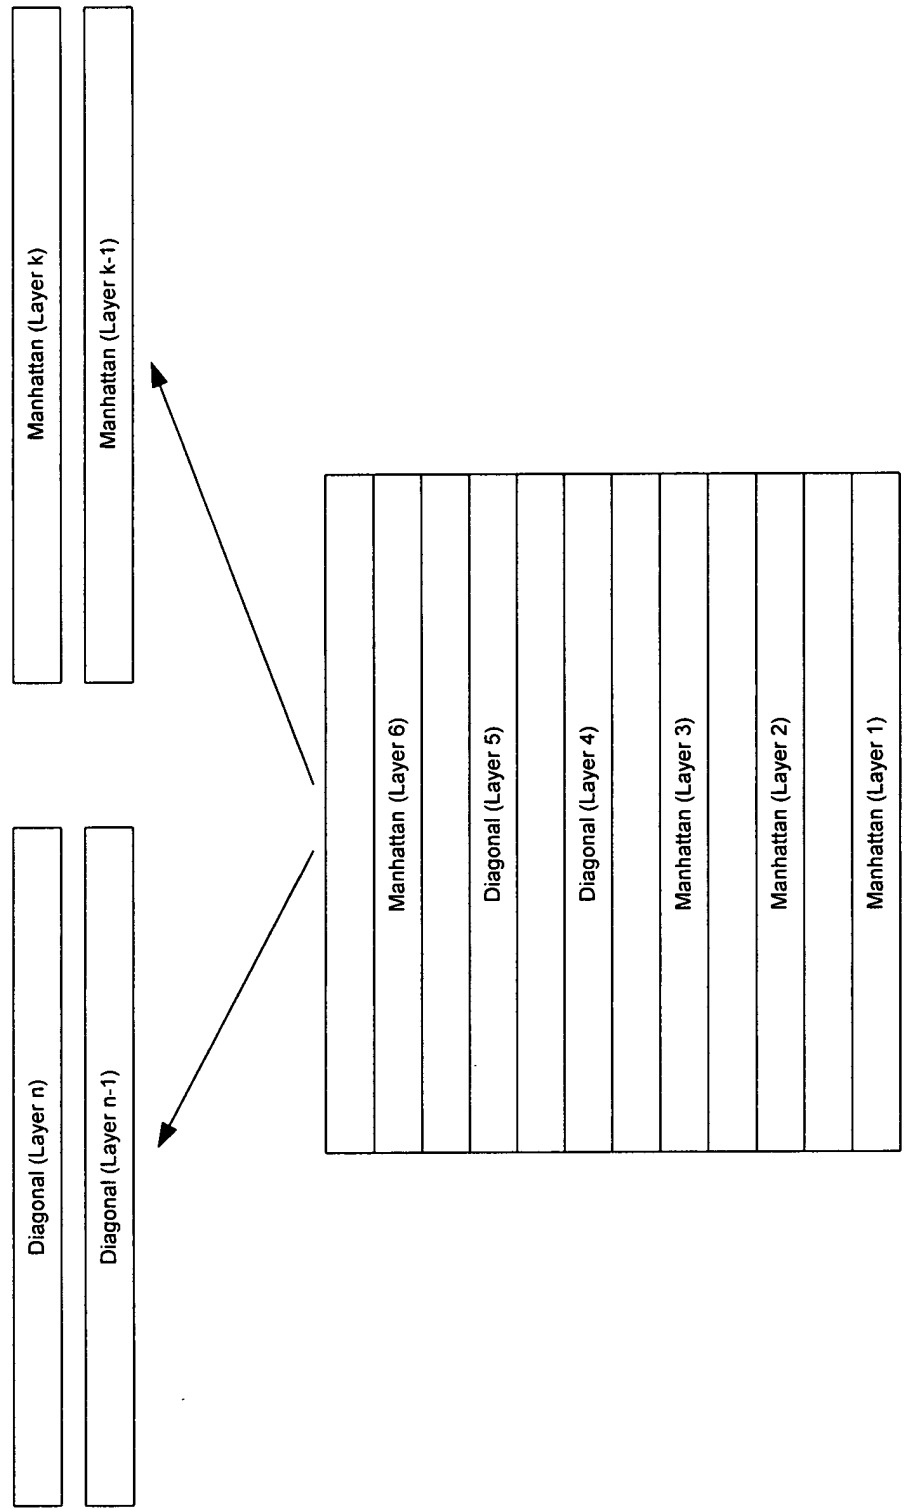 Diagonal (Layer n)
Manhattan (Layer k)
Diagonal (Layer n-1)
Manhattan (Layer k-1)
Manhattan (Layer 6)
Diagonal (Layer 5)
Diagonal (Layer 4)
Manhattan (Layer 3)
Manhattan (Layer 2)
Manhattan (Layer 1)